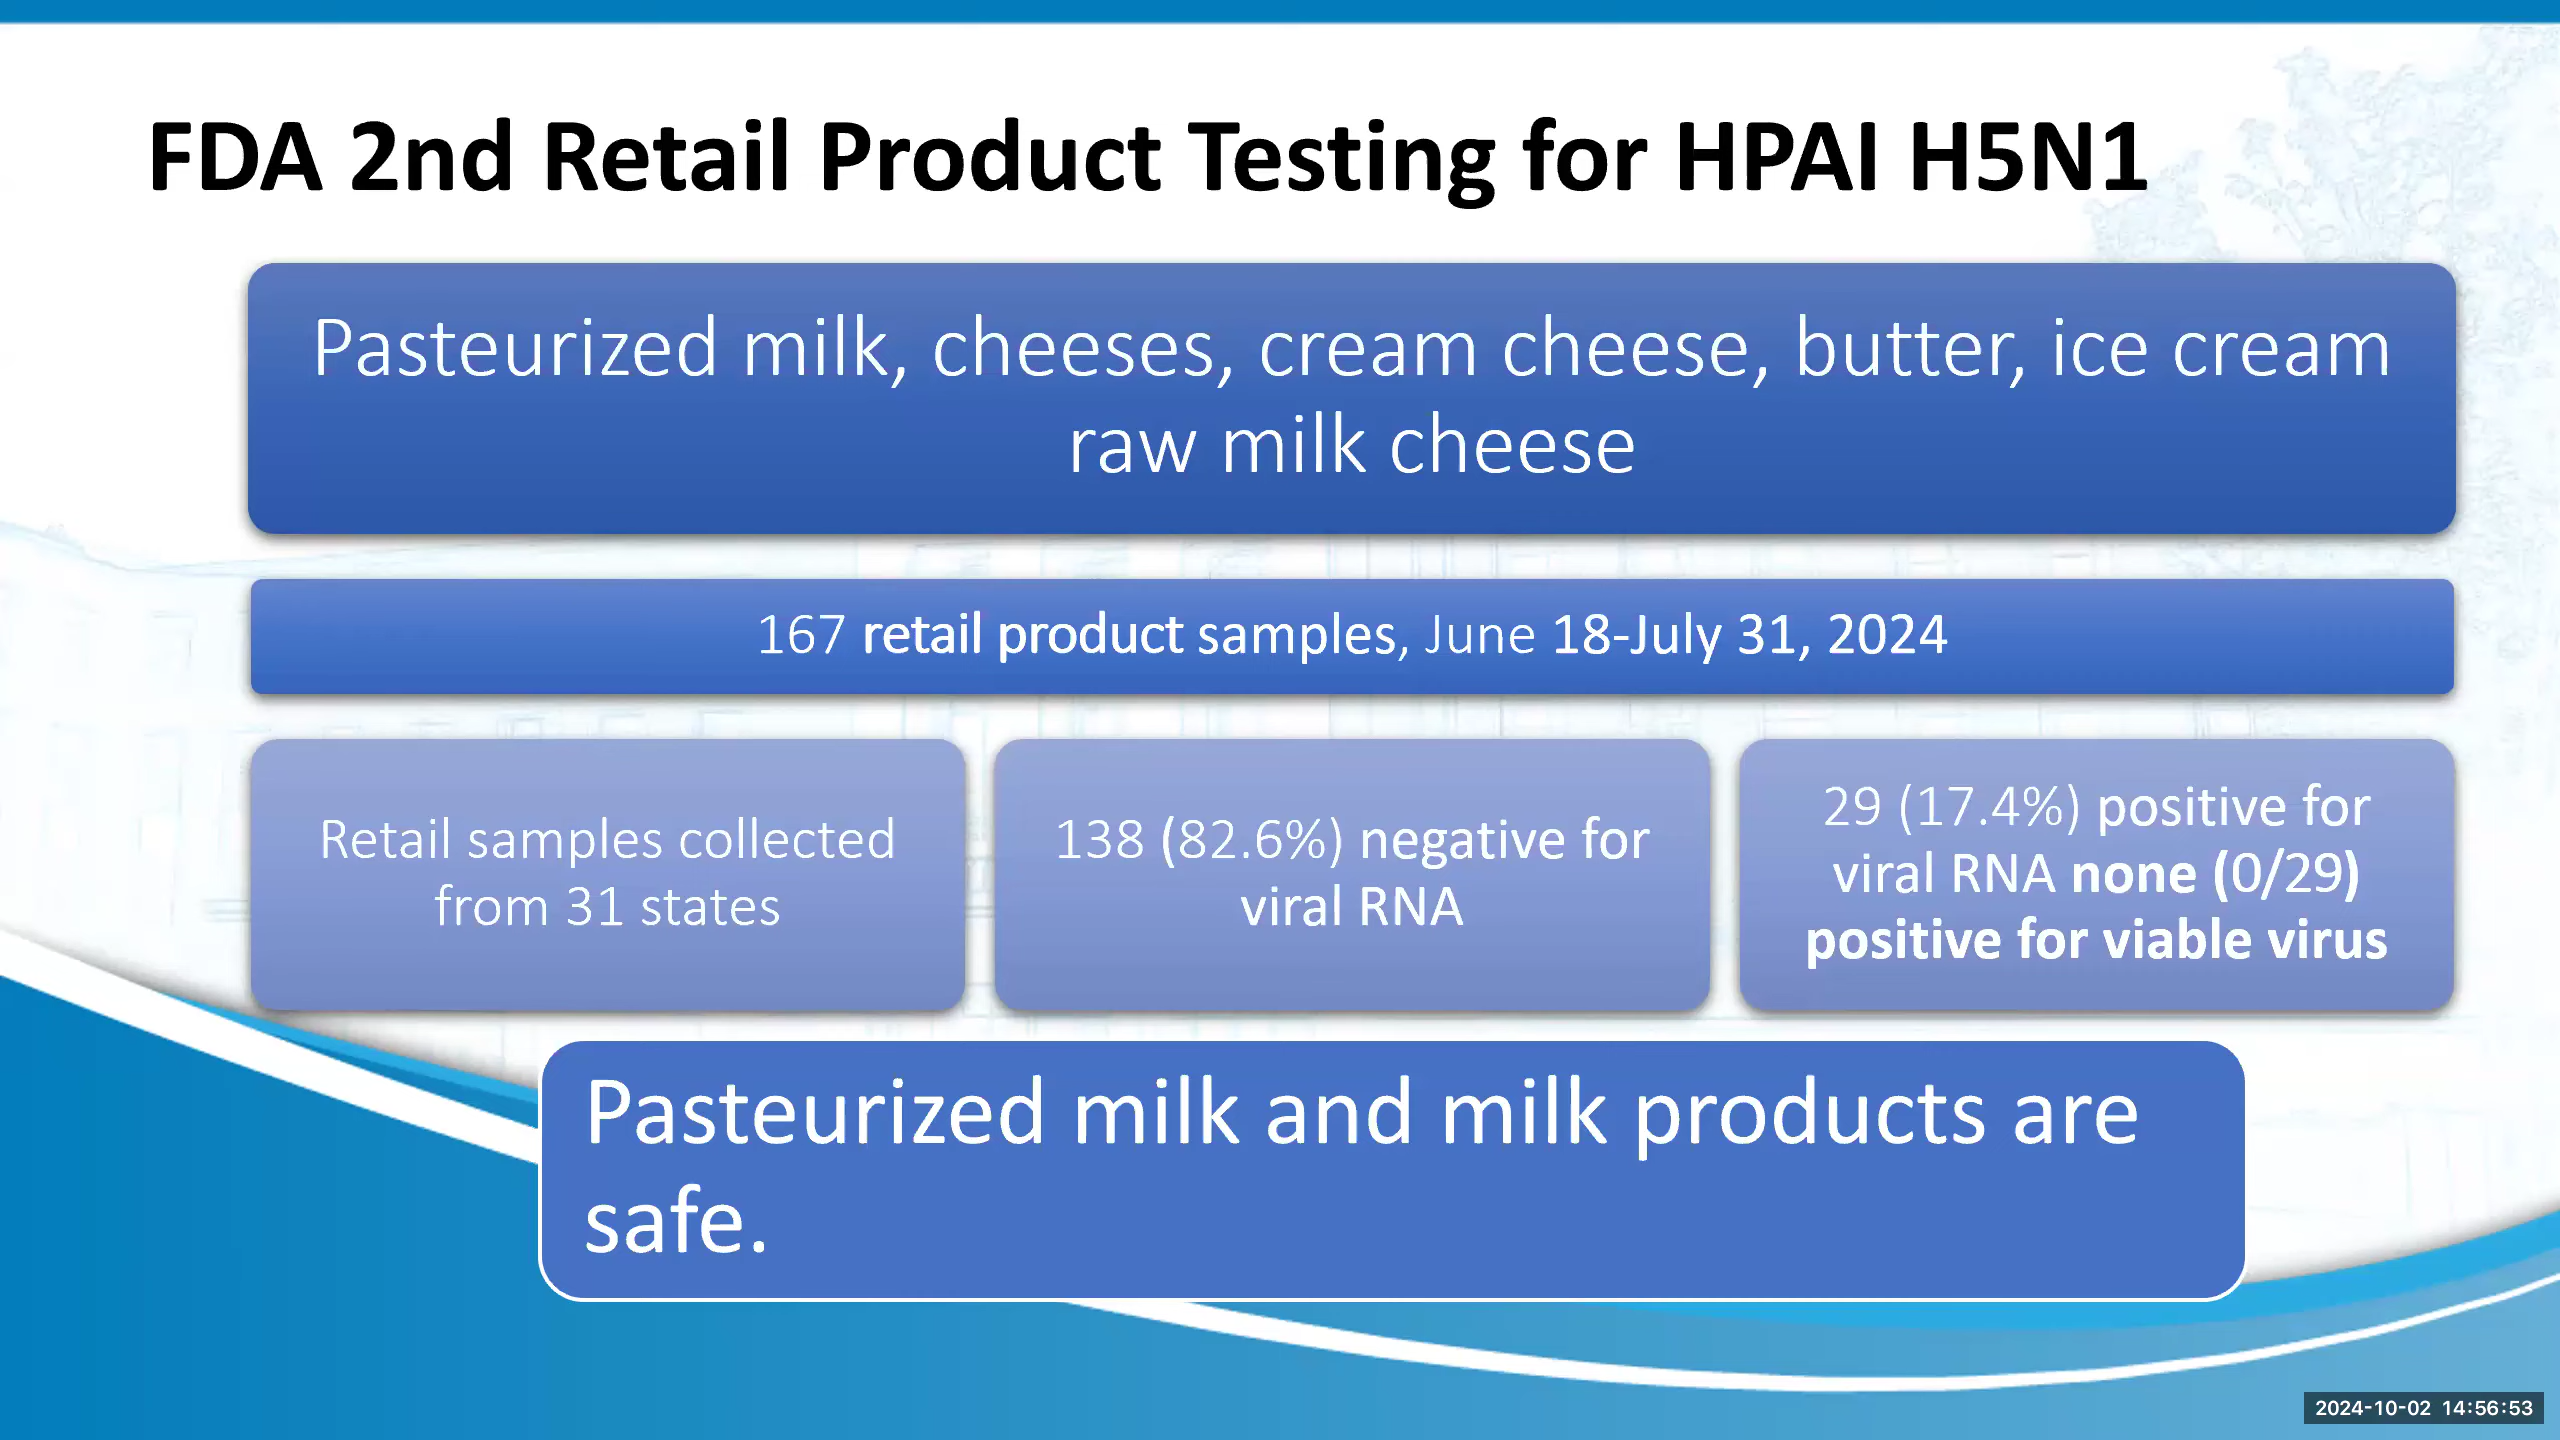 FDA 2nd Retail Product Testing for HPAI H5N1
Pasteurized milk, cheeses, cream cheese, butter, ice cream
raw milk cheese
167 retail product samples, June 18-July 31, 2024
Retail samples collected
from 31 states
138 (82.6%) negative for
viral RNA
29 (17.4%) positive for
viral RNA none (0/29)
positive for viable virus
Pasteurized milk and milk products are
safe.
2024-10-02 14:56:53